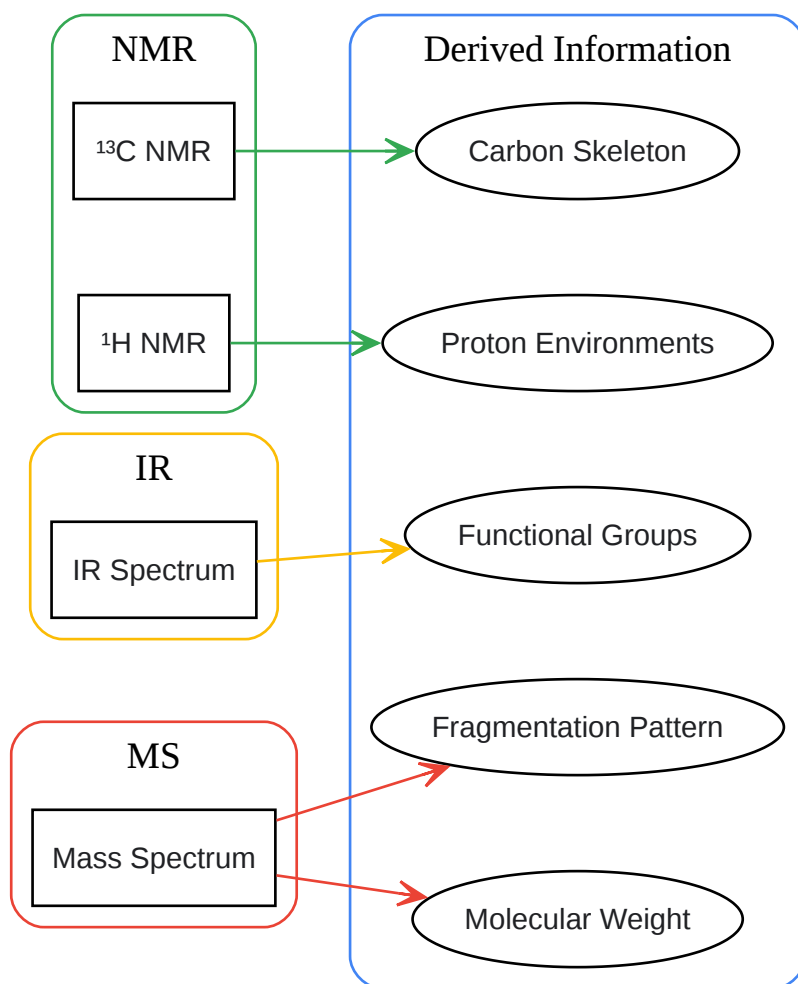 NMR
Derived Information
¹³C NMR
Carbon Skeleton
¹H NMR
Proton Environments
IR
IR Spectrum
Functional Groups
Fragmentation Pattern
MS
Mass Spectrum
Molecular Weight